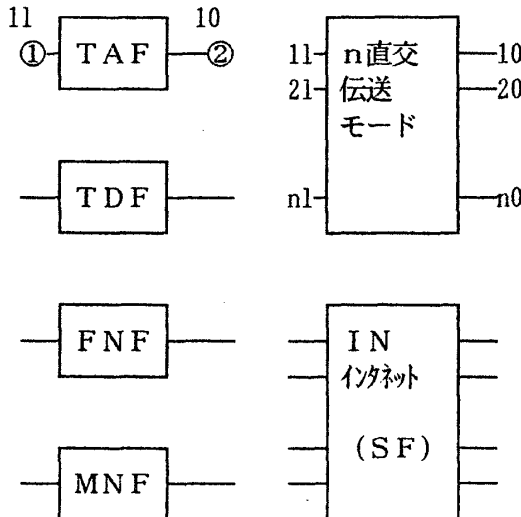 11 10
① TAF ②
TDF
FNF
MNF
11 n直交 10
21 伝送 20
モード
n1 n0
IN
インタネット
(SF)